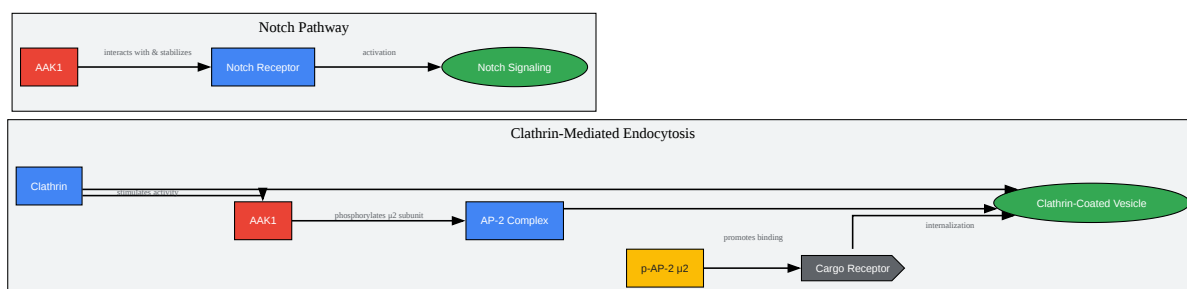 Notch Pathway
AAK1
interacts with & stabilizes
Notch Receptor
activation
Notch Signaling
Clathrin-Mediated Endocytosis
Clathrin
stimulates activity
AAK1
phosphorylates μ2 subunit
AP-2 Complex
Clathrin-Coated Vesicle
p-AP-2 μ2
promotes binding
Cargo Receptor
internalization